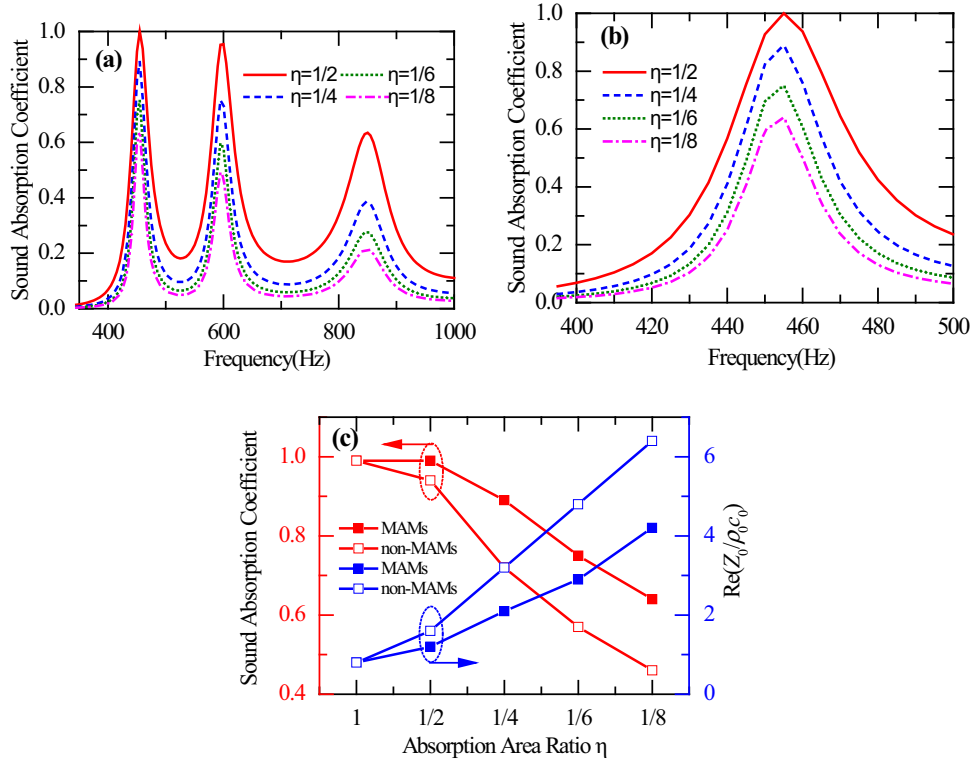 (a)
Sound Absorption Coefficient
1.0
0.8
0.6
0.4
0.2
0.0
η=1/2 η=1/6
η=1/4 η=1/8
400 600 800 1000
Frequency(Hz)
(b)
Sound Absorption Coefficient
1.0
0.8
0.6
0.4
0.2
0.0
η=1/2
η=1/4
η=1/6
η=1/8
400 420 440 460 480 500
Frequency(Hz)
(c)
Sound Absorption Coefficient
1.0
0.8
0.6
0.4
MAMs
non-MAMs
MAMs
non-MAMs
6
4
2
0
Re(Z₀/ρ₀c₀)
1 1/2 1/4 1/6 1/8
Absorption Area Ratio η